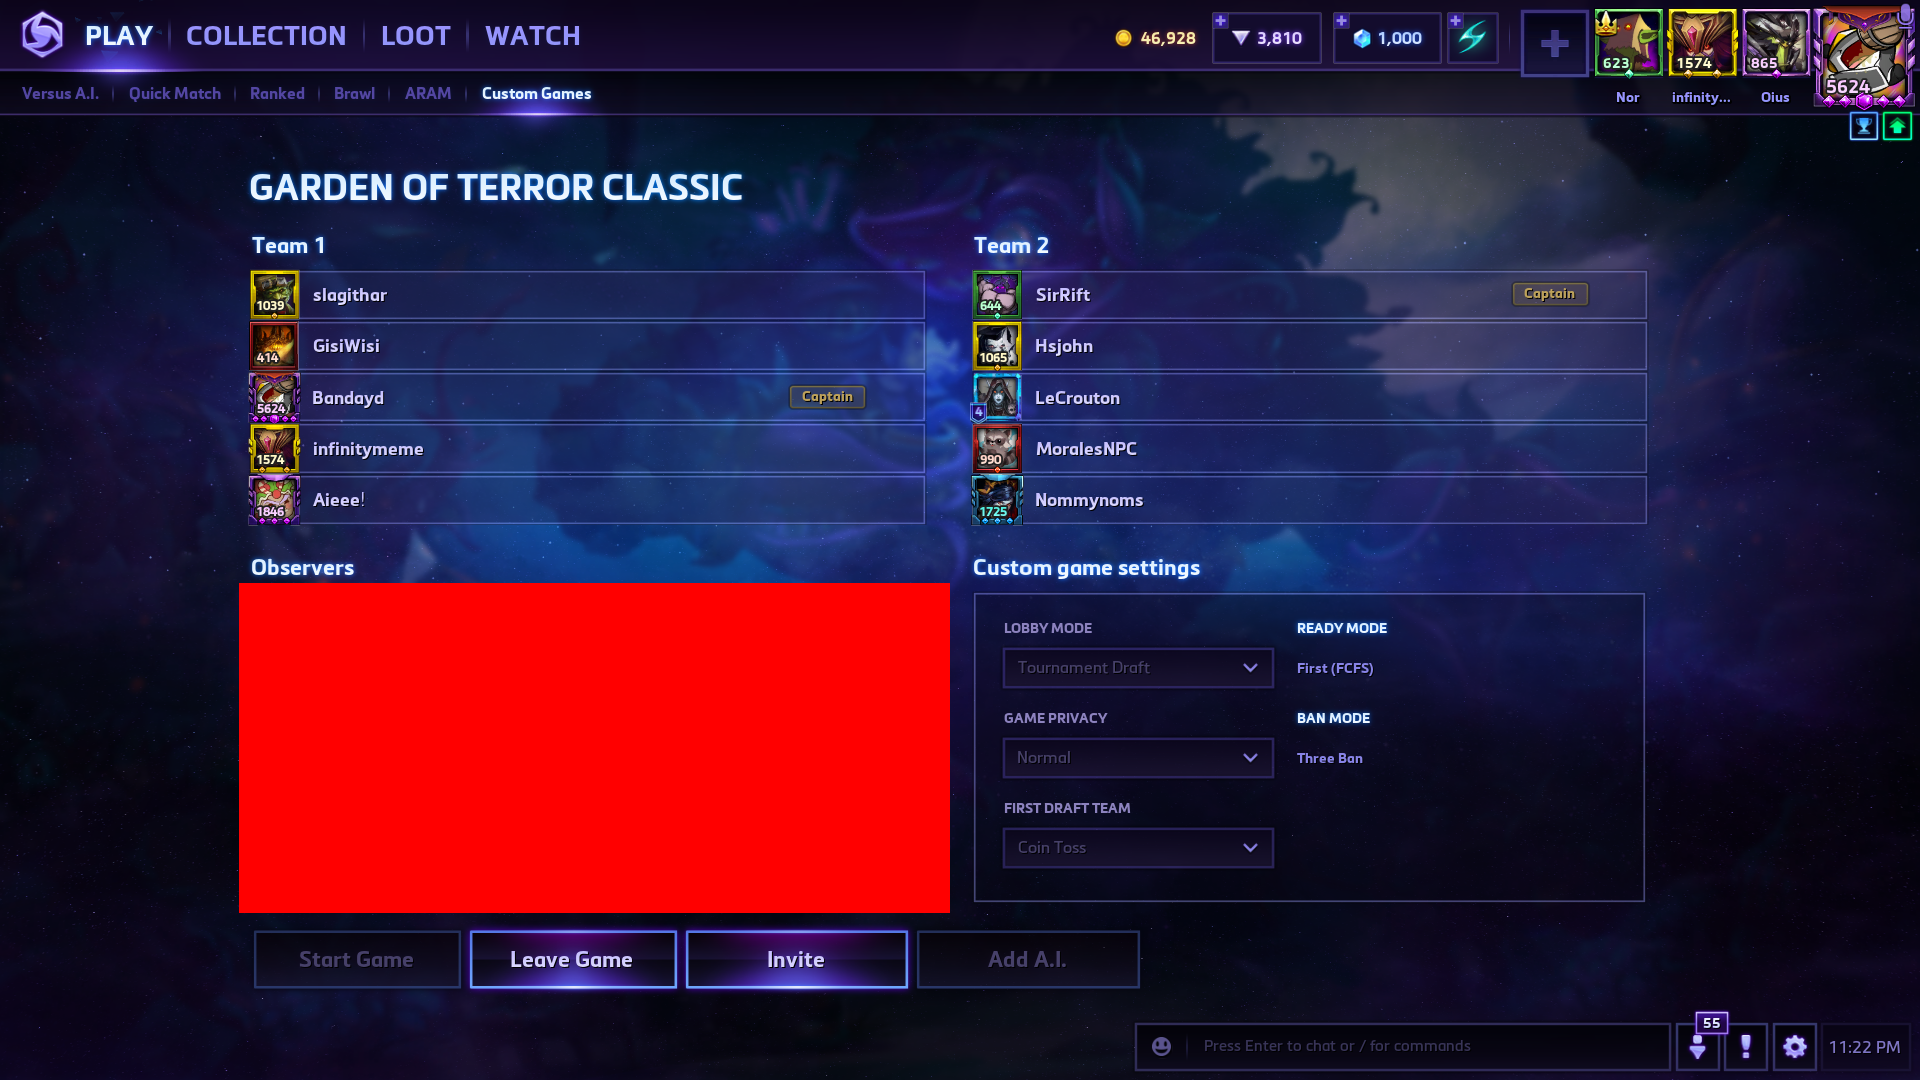 PLAY COLLECTION LOOT WATCH
46,928 3,810 1,000
623 1574 865 5624
Nor infinity... Oius
Versus A.I. Quick Match Ranked Brawl ARAM Custom Games
GARDEN OF TERROR CLASSIC
Team 1
1039 slagithar
414 GisiWisi
5624 Bandayd Captain
1574 infinitymeme
1846 Aieee!
Team 2
644 SirRift Captain
1065 Hsjohn
4 LeCrouton
990 MoralesNPC
1725 Nommynoms
Observers
Custom game settings
LOBBY MODE READY MODE
Tournament Draft First (FCFS)
GAME PRIVACY BAN MODE
Normal Three Ban
FIRST DRAFT TEAM
Coin Toss
Start Game Leave Game Invite Add A.I.
55
Press Enter to chat or / for commands 11:22 PM